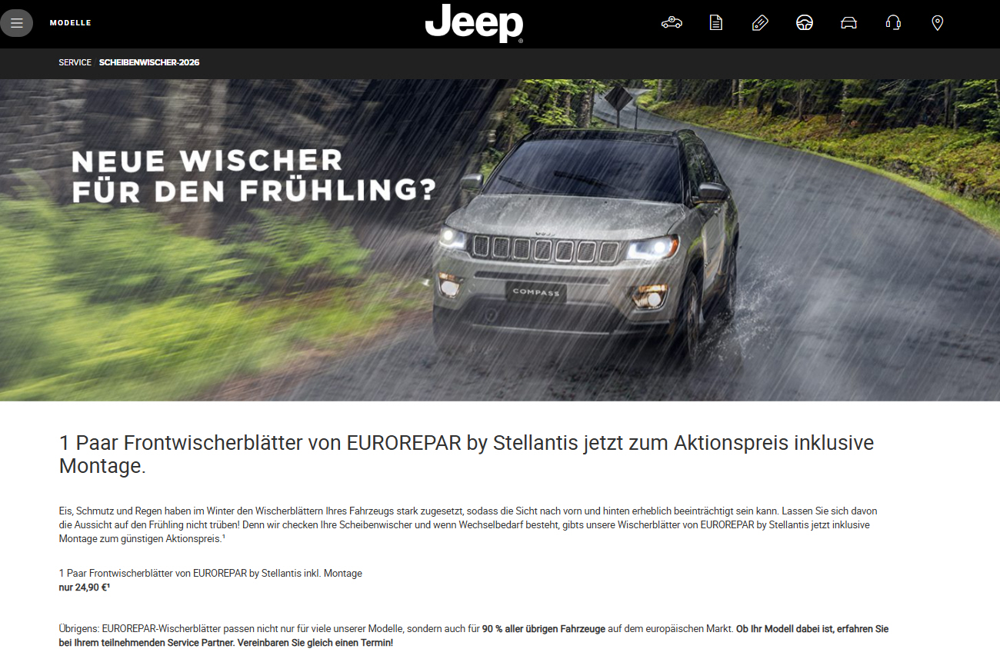 MODELLE
Jeep®
SERVICE SCHEIBENWISCHER-2026
NEUE WISCHER
FÜR DEN FRÜHLING?
Jeep
COMPASS
1 Paar Frontwischerblätter von EUROREPAR by Stellantis jetzt zum Aktionspreis inklusive
Montage.
Eis, Schmutz und Regen haben im Winter den Wischerblättern Ihres Fahrzeugs stark zugesetzt, sodass die Sicht nach vorn und hinten erheblich beeinträchtigt sein kann. Lassen Sie sich davon
die Aussicht auf den Frühling nicht trüben! Denn wir checken Ihre Scheibenwischer und wenn Wechselbedarf besteht, gibts unsere Wischerblätter von EUROREPAR by Stellantis jetzt inklusive
Montage zum günstigen Aktionspreis.¹
1 Paar Frontwischerblätter von EUROREPAR by Stellantis inkl. Montage
nur 24,90 €¹
Übrigens: EUROREPAR-Wischerblätter passen nicht nur für viele unserer Modelle, sondern auch für 90 % aller übrigen Fahrzeuge auf dem europäischen Markt. Ob Ihr Modell dabei ist, erfahren Sie
bei Ihrem teilnehmenden Service Partner. Vereinbaren Sie gleich einen Termin!